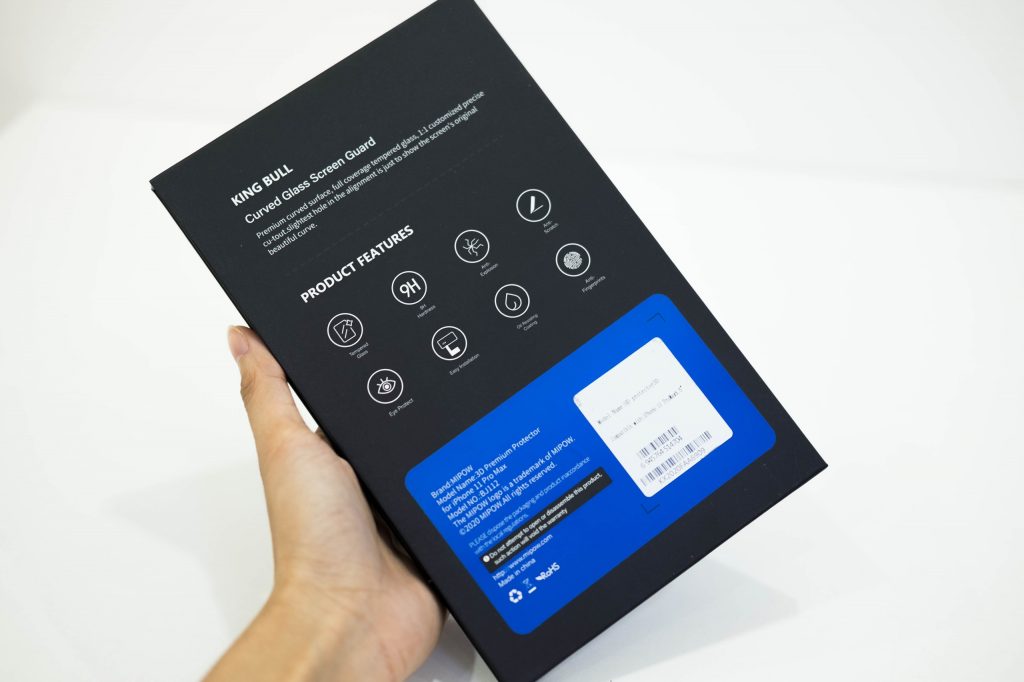 KING BULL
Curved Glass Screen Guard
Premium curved surface, full coverage tempered glass, 1:1 customized precise
cu-tout,slightest hole in the alignment is just to show the screen's original
beautiful curve.
PRODUCT FEATURES
Tempered
Glass
9H
9H
Hardness
Anti-
Explosion
Anti-
Scratch
Eye Protect
Easy Installation
Oil Resisting
Coating
Anti-
Fingerprints
Brand:MIPOW
Model Name:3D Premium Protector
for iPhone 11 Pro Max
Model NO.:BJ112
The MIPOW logo is a trademark of MIPOW.
©2020 MIPOW.All rights reserved.
PLEASE dispose the packaging and product inaccordance
with the local regulations.
Do not attempt to open or disassemble this product,
such action will void the warranty
http: www.mipow.com
Made in china
RoHS
Model Name:3D protector3D